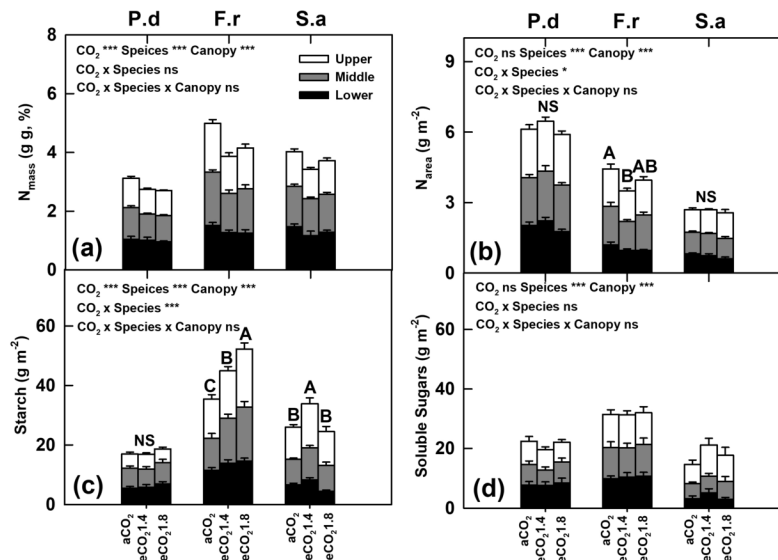 P.d F.r S.a
(a)
CO2 *** Speices *** Canopy ***
CO2 x Species ns
CO2 x Species x Canopy ns
Upper
Middle
Lower
Nmass (g g, %)
8
6
4
2
0
P.d F.r S.a
(b)
CO2 ns Speices *** Canopy ***
CO2 x Species *
CO2 x Species x Canopy ns
NS
A
B
AB
NS
Narea (g m-2)
9
6
3
0
(c)
CO2 *** Speices *** Canopy ***
CO2 x Species ***
CO2 x Species x Canopy ns
NS
C
B
A
B
A
B
Starch (g m-2)
60
40
20
0
aCO2
eCO21.4
eCO21.8
aCO2
eCO21.4
eCO21.8
aCO2
eCO21.4
eCO21.8
(d)
CO2 ns Speices *** Canopy ***
CO2 x Species ns
CO2 x Species x Canopy ns
Soluble Sugars (g m-2)
60
40
20
0
aCO2
eCO21.4
eCO21.8
aCO2
eCO21.4
eCO21.8
aCO2
eCO21.4
eCO21.8